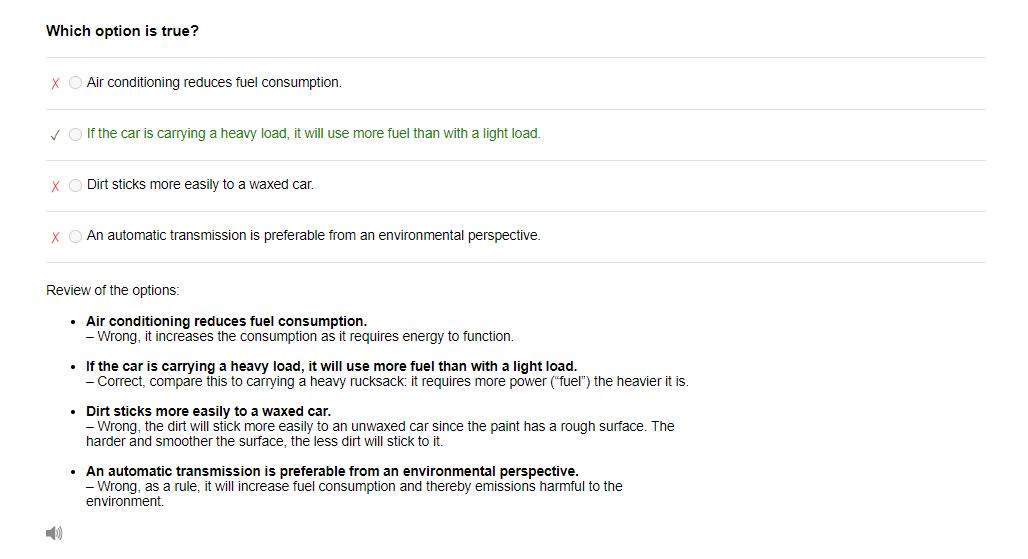 Which option is true?
X Air conditioning reduces fuel consumption.
✓ If the car is carrying a heavy load, it will use more fuel than with a light load.
X Dirt sticks more easily to a waxed car.
X An automatic transmission is preferable from an environmental perspective.
Review of the options:
• Air conditioning reduces fuel consumption.
– Wrong, it increases the consumption as it requires energy to function.
• If the car is carrying a heavy load, it will use more fuel than with a light load.
– Correct, compare this to carrying a heavy rucksack: it requires more power ("fuel") the heavier it is.
• Dirt sticks more easily to a waxed car.
– Wrong, the dirt will stick more easily to an unwaxed car since the paint has a rough surface. The
harder and smoother the surface, the less dirt will stick to it.
• An automatic transmission is preferable from an environmental perspective.
– Wrong, as a rule, it will increase fuel consumption and thereby emissions harmful to the
environment.